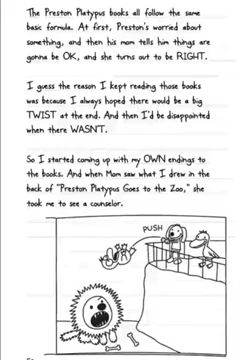 The Preston Platypus books all follow the same
basic formula. At first, Preston's worried about
something, and then his mom tells him things are
gonna be OK, and she turns out to be RIGHT.
I guess the reason I kept reading those books
was because I always hoped there would be a big
TWIST at the end. And then I'd be disappointed
when there WASN'T.
So I started coming up with my OWN endings to
the books. And when Mom saw what I drew in the
back of "Preston Platypus Goes to the Zoo," she
took me to see a counselor.
PUSH